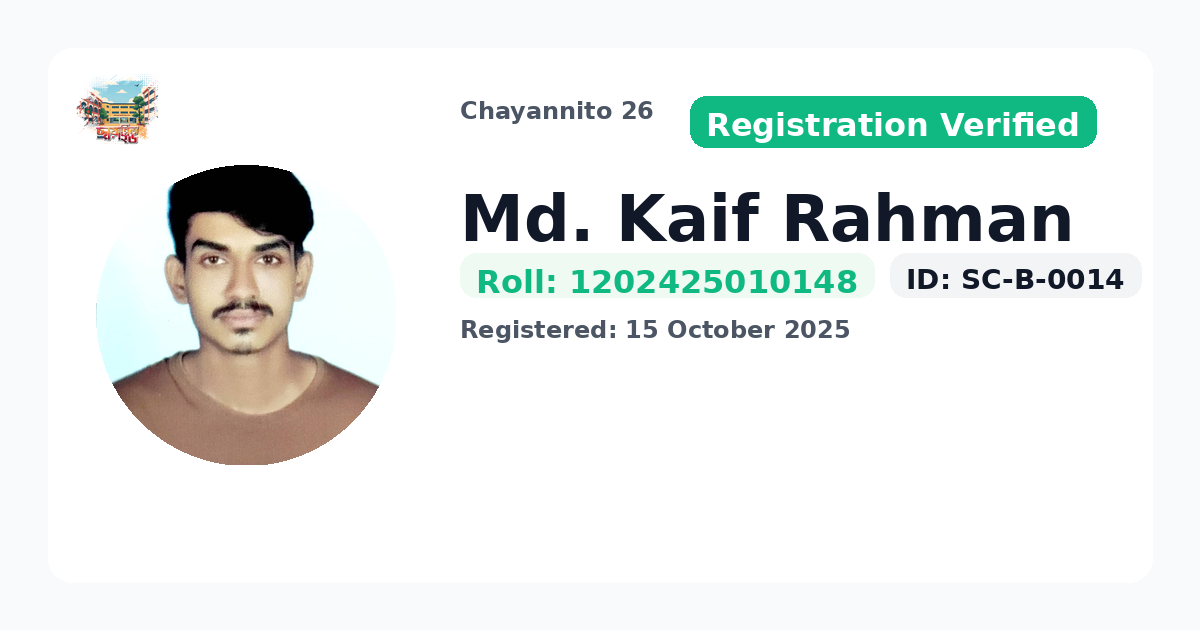 Chayannito 26
Registration Verified
Md. Kaif Rahman
Roll: 1202425010148
ID: SC-B-0014
Registered: 15 October 2025